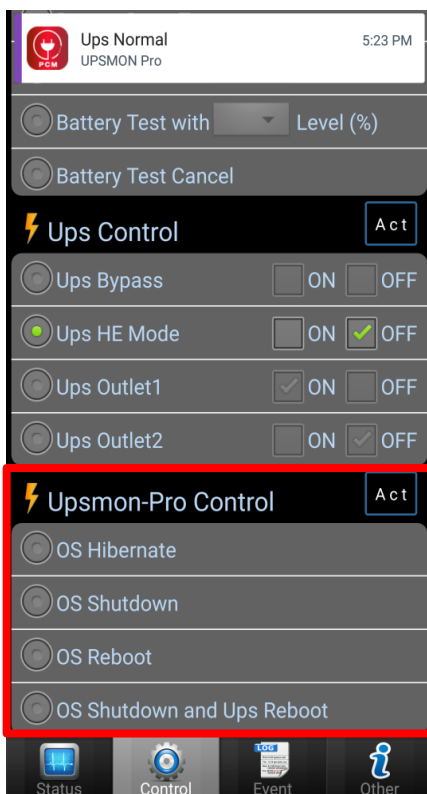 Ups Normal 5:23 PM
PCM
UPSMON Pro
Battery Test with Level (%)
Battery Test Cancel
Ups Control Act
Ups Bypass ON OFF
Ups HE Mode ON OFF
Ups Outlet1 ON OFF
Ups Outlet2 ON OFF
Upsmon-Pro Control Act
OS Hibernate
OS Shutdown
OS Reboot
OS Shutdown and Ups Reboot
LOG
Status Control Event Other